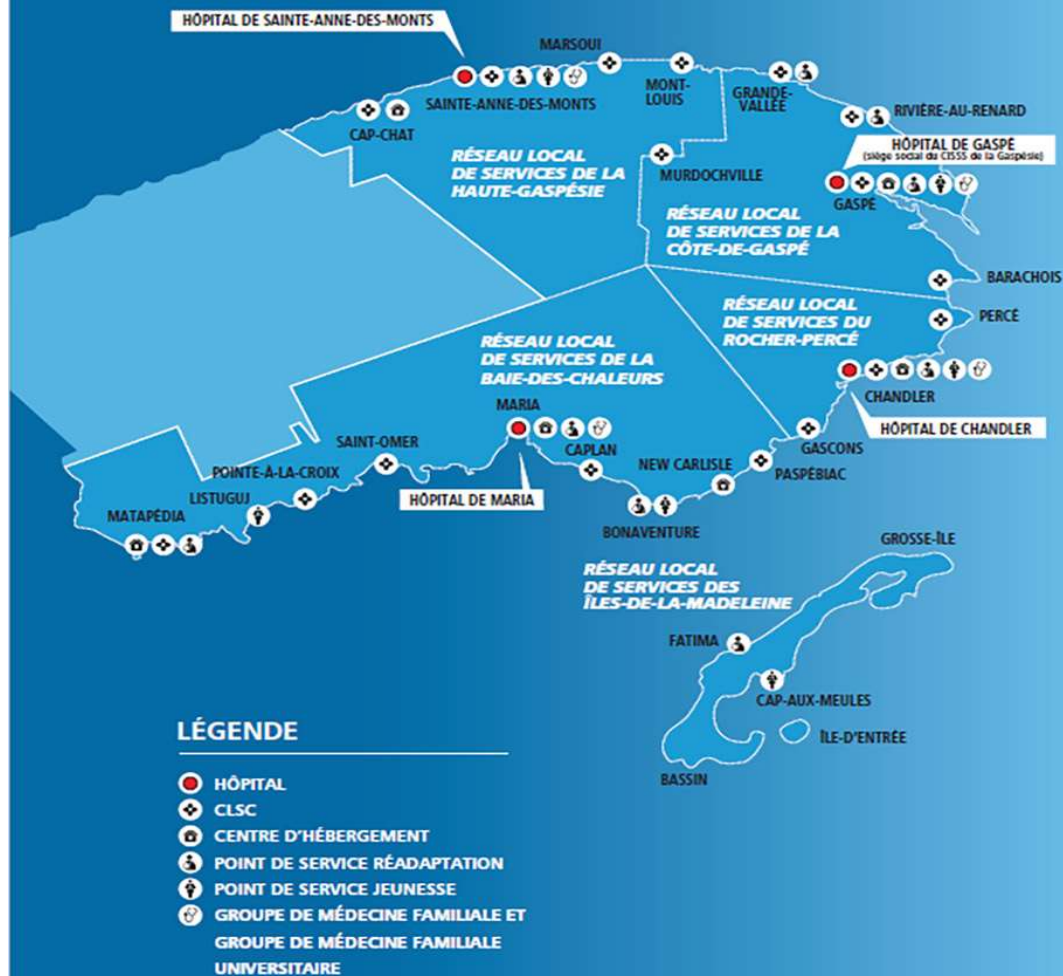 HÔPITAL DE SAINTE-ANNE-DES-MONTS
MARSOUI
MONT-
LOUIS
GRANDE-
VALLÉE
SAINTE-ANNE-DES-MONTS
CAP-CHAT
RIVIÈRE-AU-RENARD
HÔPITAL DE GASPÉ
(siège social du CISSS de la Gaspésie)
RÉSEAU LOCAL
DE SERVICES DE LA
HAUTE-GASPÉSIE
MURDOCHVILLE
GASPÉ
RÉSEAU LOCAL
DE SERVICES DE LA
CÔTE-DE-GASPÉ
BARACHOIS
RÉSEAU LOCAL
DE SERVICES DU
ROCHER-PERCÉ
PERCÉ
RÉSEAU LOCAL
DE SERVICES DE LA
BAIE-DES-CHALEURS
CHANDLER
HÔPITAL DE CHANDLER
MARIA
SAINT-OMER
CAPLAN
GASCONS
POINTE-À-LA-CROIX
NEW CARLISLE
PASPÉBIAC
LISTUGUJ
HÔPITAL DE MARIA
MATAPÉDIA
BONAVENTURE
GROSSE-ÎLE
RÉSEAU LOCAL
DE SERVICES DES
ÎLES-DE-LA-MADELEINE
FATIMA
CAP-AUX-MEULES
ÎLE-D'ENTRÉE
BASSIN
LÉGENDE
HÔPITAL
CLSC
CENTRE D'HÉBERGEMENT
POINT DE SERVICE RÉADAPTATION
POINT DE SERVICE JEUNESSE
GROUPE DE MÉDECINE FAMILIALE ET
GROUPE DE MÉDECINE FAMILIALE
UNIVERSITAIRE